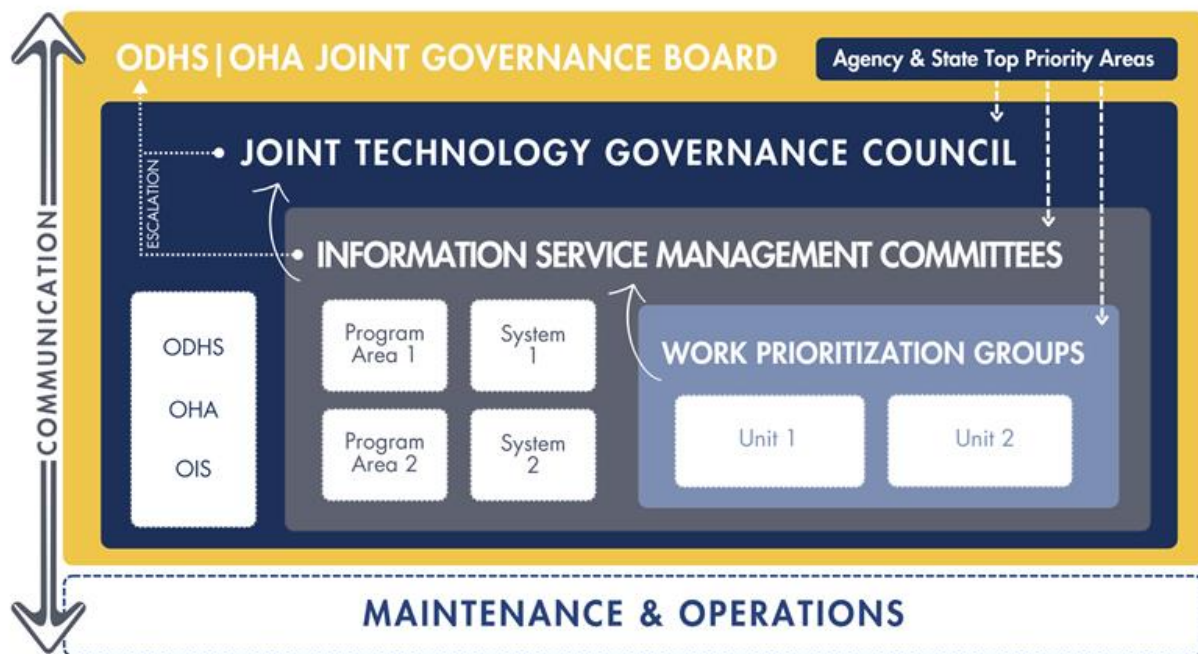 COMMUNICATION
ODHS|OHA JOINT GOVERNANCE BOARD
Agency & State Top Priority Areas
JOINT TECHNOLOGY GOVERNANCE COUNCIL
ESCALATION
INFORMATION SERVICE MANAGEMENT COMMITTEES
ODHS
OHA
OIS
Program
Area 1
System
1
Program
Area 2
System
2
WORK PRIORITIZATION GROUPS
Unit 1
Unit 2
MAINTENANCE & OPERATIONS